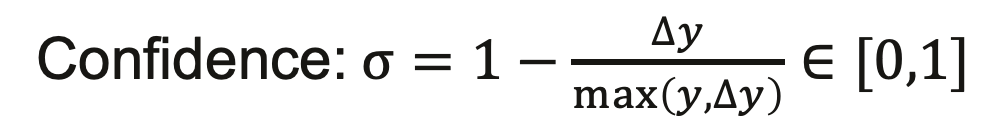 Confidence: σ = 1 − Δy / max(y,Δy) ∈ [0,1]